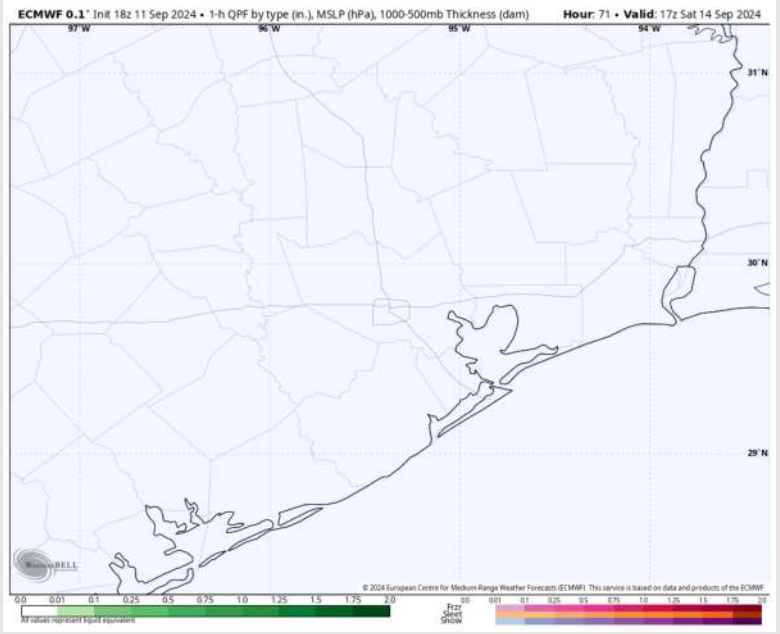 ECMWF 0.1° Init 18z 11 Sep 2024 • 1-h QPF by type (in.), MSLP (hPa), 1000-500mb Thickness (dam) Hour: 71 • Valid: 17z Sat 14 Sep 2024
97°W 96°W 95°W 94°W
31°N
30°N
29°N
WeatherBELL
© 2024 European Centre for Medium-Range Weather Forecasts (ECMWF). This service is based on data and products of the ECMWF
0.0 0.01 0.1 0.25 0.5 0.75 1.0 1.25 1.5 1.75 2.0 0.0 0.01 0.1 0.25 0.5 0.75 1.0 1.25 1.5 1.75 2.0
Frzr
Sleet
Snow
All values represent liquid equivalent